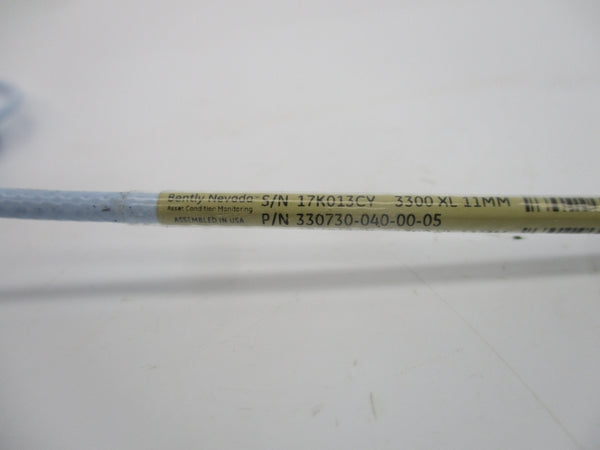 Bently Nevada S/N 17K013CY 3300 XL 11MM
Asset Condition Monitoring
ASSEMBLED IN USA P/N 330730-040-00-05